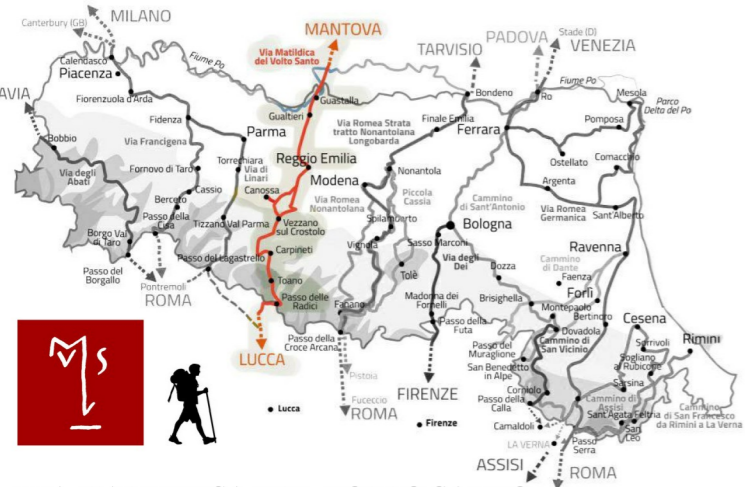 MILANO
Canterbury (GB)
Calendasco
Piacenza
Fiorenzuola d'Arda
Fiume Po
AVIA
Bobbio
Via degli
Abati
Fidenza
Via Francigena
Parma
Fornovo di Taro
Torrechiara
Via di
Linari
Cassio
Berceto
Passo della
Cisa
Tizzano Val Parma
Borgo Val
di Taro
Passo del
Borgallo
Pontremoli
ROMA
Passo del Lagastrello
MANTOVA
Via Matildica
del Volto Santo
Guastalla
Gualtieri
Reggio Emilia
Canossa
Vezzano
sul Crostolo
Carpineti
Toano
Passo delle
Radici
LUCCA
Lucca
Modena
Via Romea
Nonantolana
Via Romea Strata
tratto Nonantolana
Longobarda
Nonantola
Finale Emilia
Spilamberto
Vignola
Fanano
Passo della
Croce Arcana
Pistoia
Fuceccio
ROMA
Piccola
Cassia
Tolè
TARVISIO
Bondeno
Ferrara
PADOVA
Stade (D)
VENEZIA
Ro
Fiume Po
Mesola
Parco
Delta del Po
Pomposa
Ostellato
Comacchio
Argenta
Via Romea
Germanica
Sant'Alberto
Cammino
di Sant'Antonio
Bologna
Sasso Marconi
Via degli
Dei
Madonna dei
Fornelli
Passo della
Futa
FIRENZE
Firenze
Dozza
Brisighella
Ravenna
Cammino
di Dante
Faenza
Forlì
Montepaolo
Bertinoro
Dovadola
Cammino di
San Vicinio
Cesena
Rimini
Sorrivoli
Sogliano
al Rubicone
Passo del
Muraglione
San Benedetto
in Alpe
Corniolo
Passo della
Calla
Camaldoli
LA VERNA
Sarsina
Cammino di
Assisi
Sant'Agata Feltria
San
Leo
Cammino
di San Francesco
da Rimini a La Verna
Passo
Serra
ASSISI
ROMA